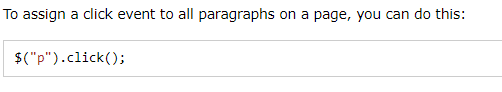 To assign a click event to all paragraphs on a page, you can do this:
$("p").click();